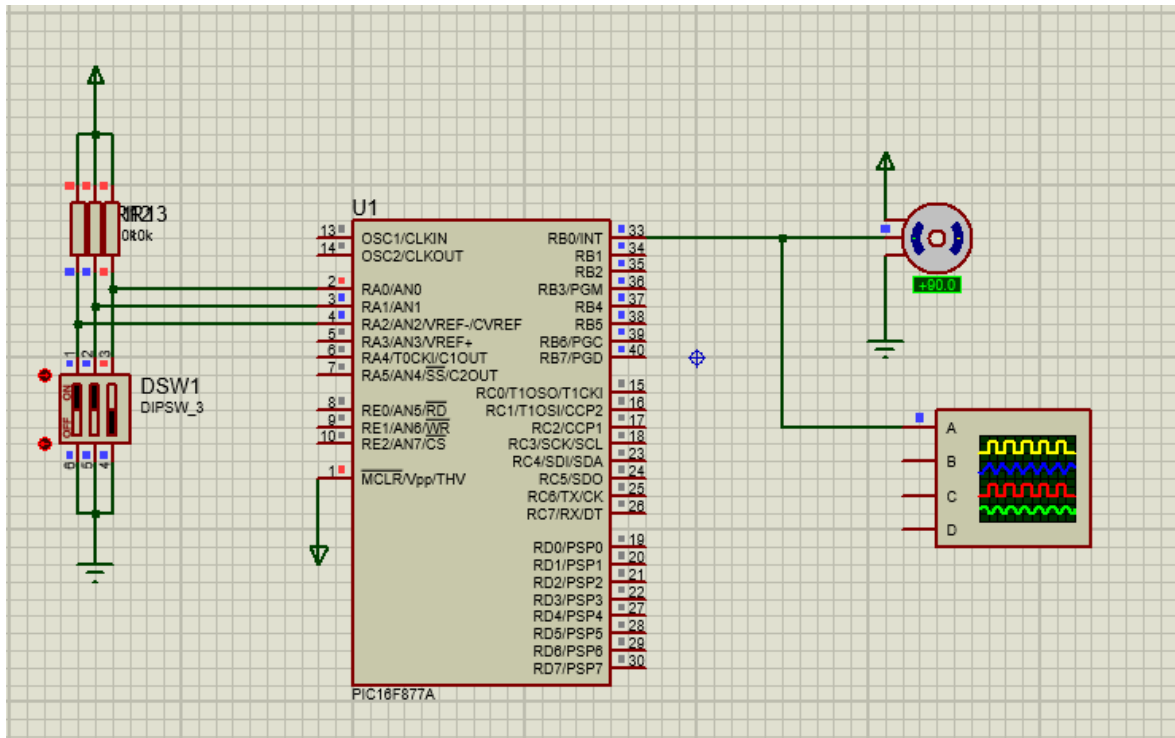 U1
13
OSC1/CLKIN
14
OSC2/CLKOUT
2
RA0/AN0
3
RA1/AN1
4
RA2/AN2/VREF-/CVREF
5
RA3/AN3/VREF+
6
RA4/T0CKI/C1OUT
7
RA5/AN4/SS/C2OUT
8
RE0/AN5/RD
9
RE1/AN6/WR
10
RE2/AN7/CS
1
MCLR/Vpp/THV
RB0/INT
33
RB1
34
RB2
35
RB3/PGM
36
RB4
37
RB5
38
RB6/PGC
39
RB7/PGD
40
RC0/T1OSO/T1CKI
15
RC1/T1OSI/CCP2
16
RC2/CCP1
17
RC3/SCK/SCL
18
RC4/SDI/SDA
23
RC5/SDO
24
RC6/TX/CK
25
RC7/RX/DT
26
RD0/PSP0
19
RD1/PSP1
20
RD2/PSP2
21
RD3/PSP3
22
RD4/PSP4
27
RD5/PSP5
28
RD6/PSP6
29
RD7/PSP7
30
PIC16F877A
1 2 3
OFF ON
DSW1
DIPSW_3
6 5 4
+90.0
A
B
C
D